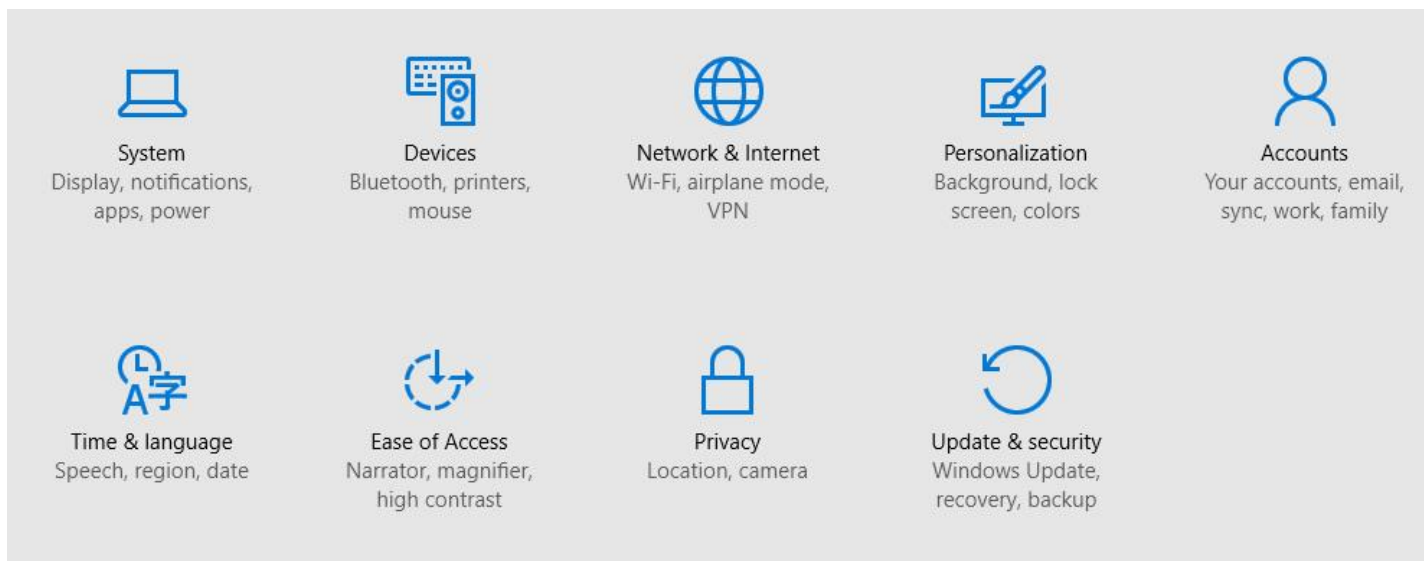 System
Display, notifications,
apps, power
Devices
Bluetooth, printers,
mouse
Network & Internet
Wi-Fi, airplane mode,
VPN
Personalization
Background, lock
screen, colors
Accounts
Your accounts, email,
sync, work, family
A字
Time & language
Speech, region, date
Ease of Access
Narrator, magnifier,
high contrast
Privacy
Location, camera
Update & security
Windows Update,
recovery, backup